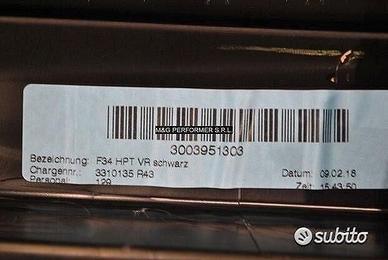 M&G PERFORMER S.R.L
3003951303
Bezeichnung: F34 HPT VR schwarz
Chargennr.: 3310135 R43
Datum: 09.02.16
Personal: 129
Zeit: 15:43:50
subito